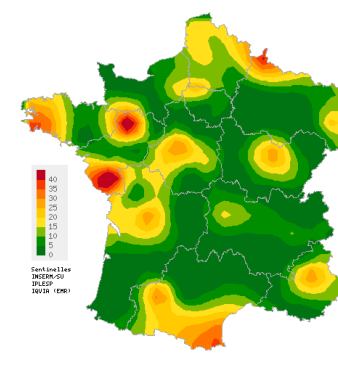 40
35
30
25
20
15
10
5
0
Sentinelles
INSERM/SU
IPLESP
IQVIA (EMR)